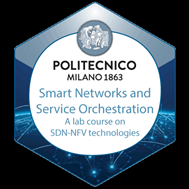 POLITECNICO
MILANO 1863
Smart Networks and
Service Orchestration
A lab course on
SDN-NFV technologies